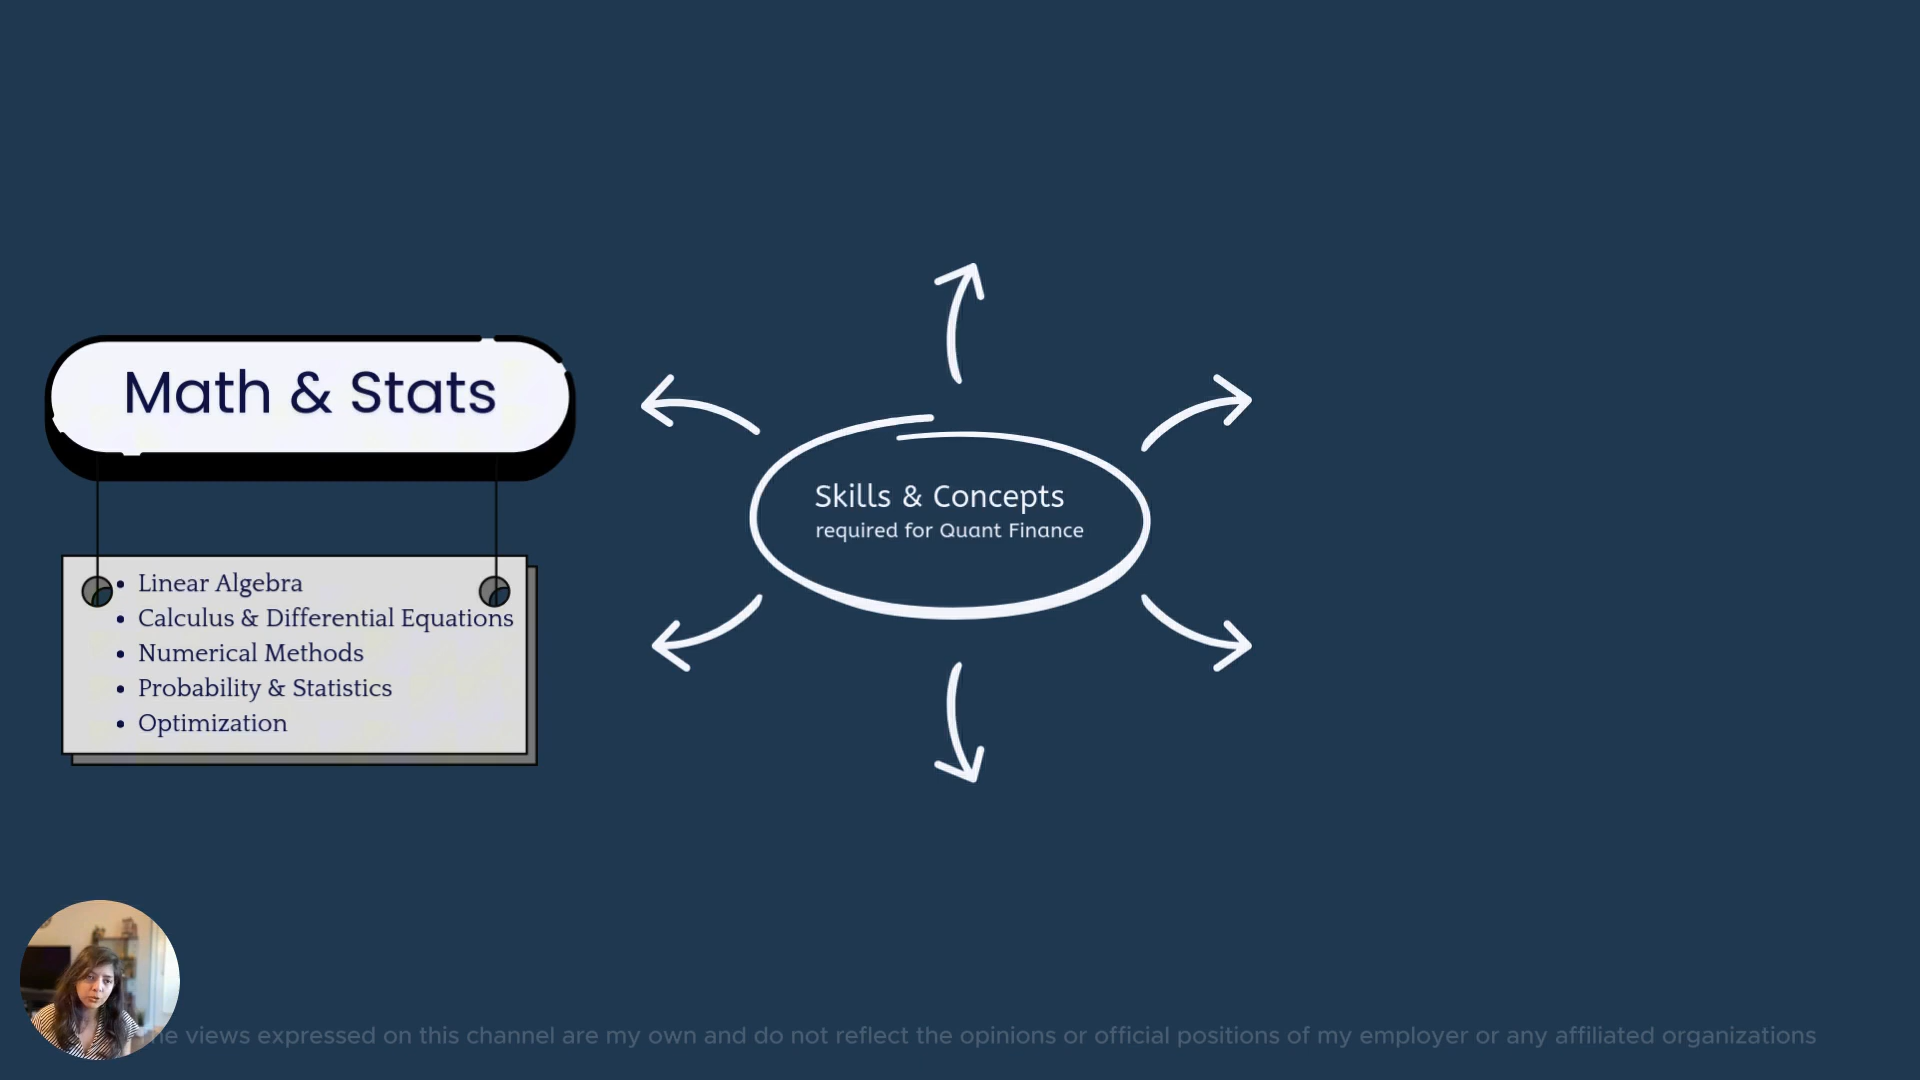 Math & Stats
Skills & Concepts
required for Quant Finance
• Linear Algebra
• Calculus & Differential Equations
• Numerical Methods
• Probability & Statistics
• Optimization
views expressed on this channel are my own and do not reflect the opinions or official positions of my employer or any affiliated organizations